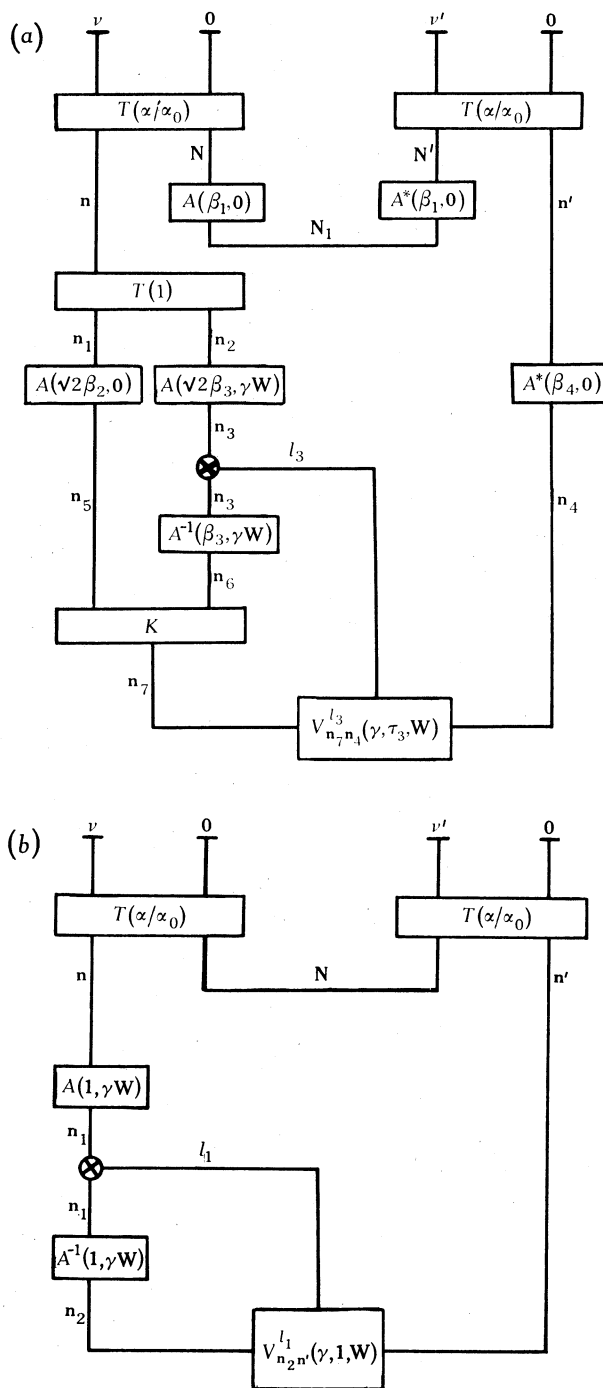 (a)
ν 0 ν′ 0
T(α/α₀) T(α/α₀)
N N′
n A(β₁,0) A*(β₁,0) n′
N₁
T(1)
n₁ n₂
A(√2β₂,0) A(√2β₃,γW) A*(β₄,0)
n₃ l₃
n₅ n₃ n₄
A⁻¹(β₃,γW)
n₆
K
n₇
V^{l₃}_{n₇n₄}(γ,τ₃,W)
(b)
ν 0 ν′ 0
T(α/α₀) T(α/α₀)
n N n′
A(1,γW)
n₁ l₁
n₁
A⁻¹(1,γW)
n₂
V^{l₁}_{n₂n′}(γ,1,W)